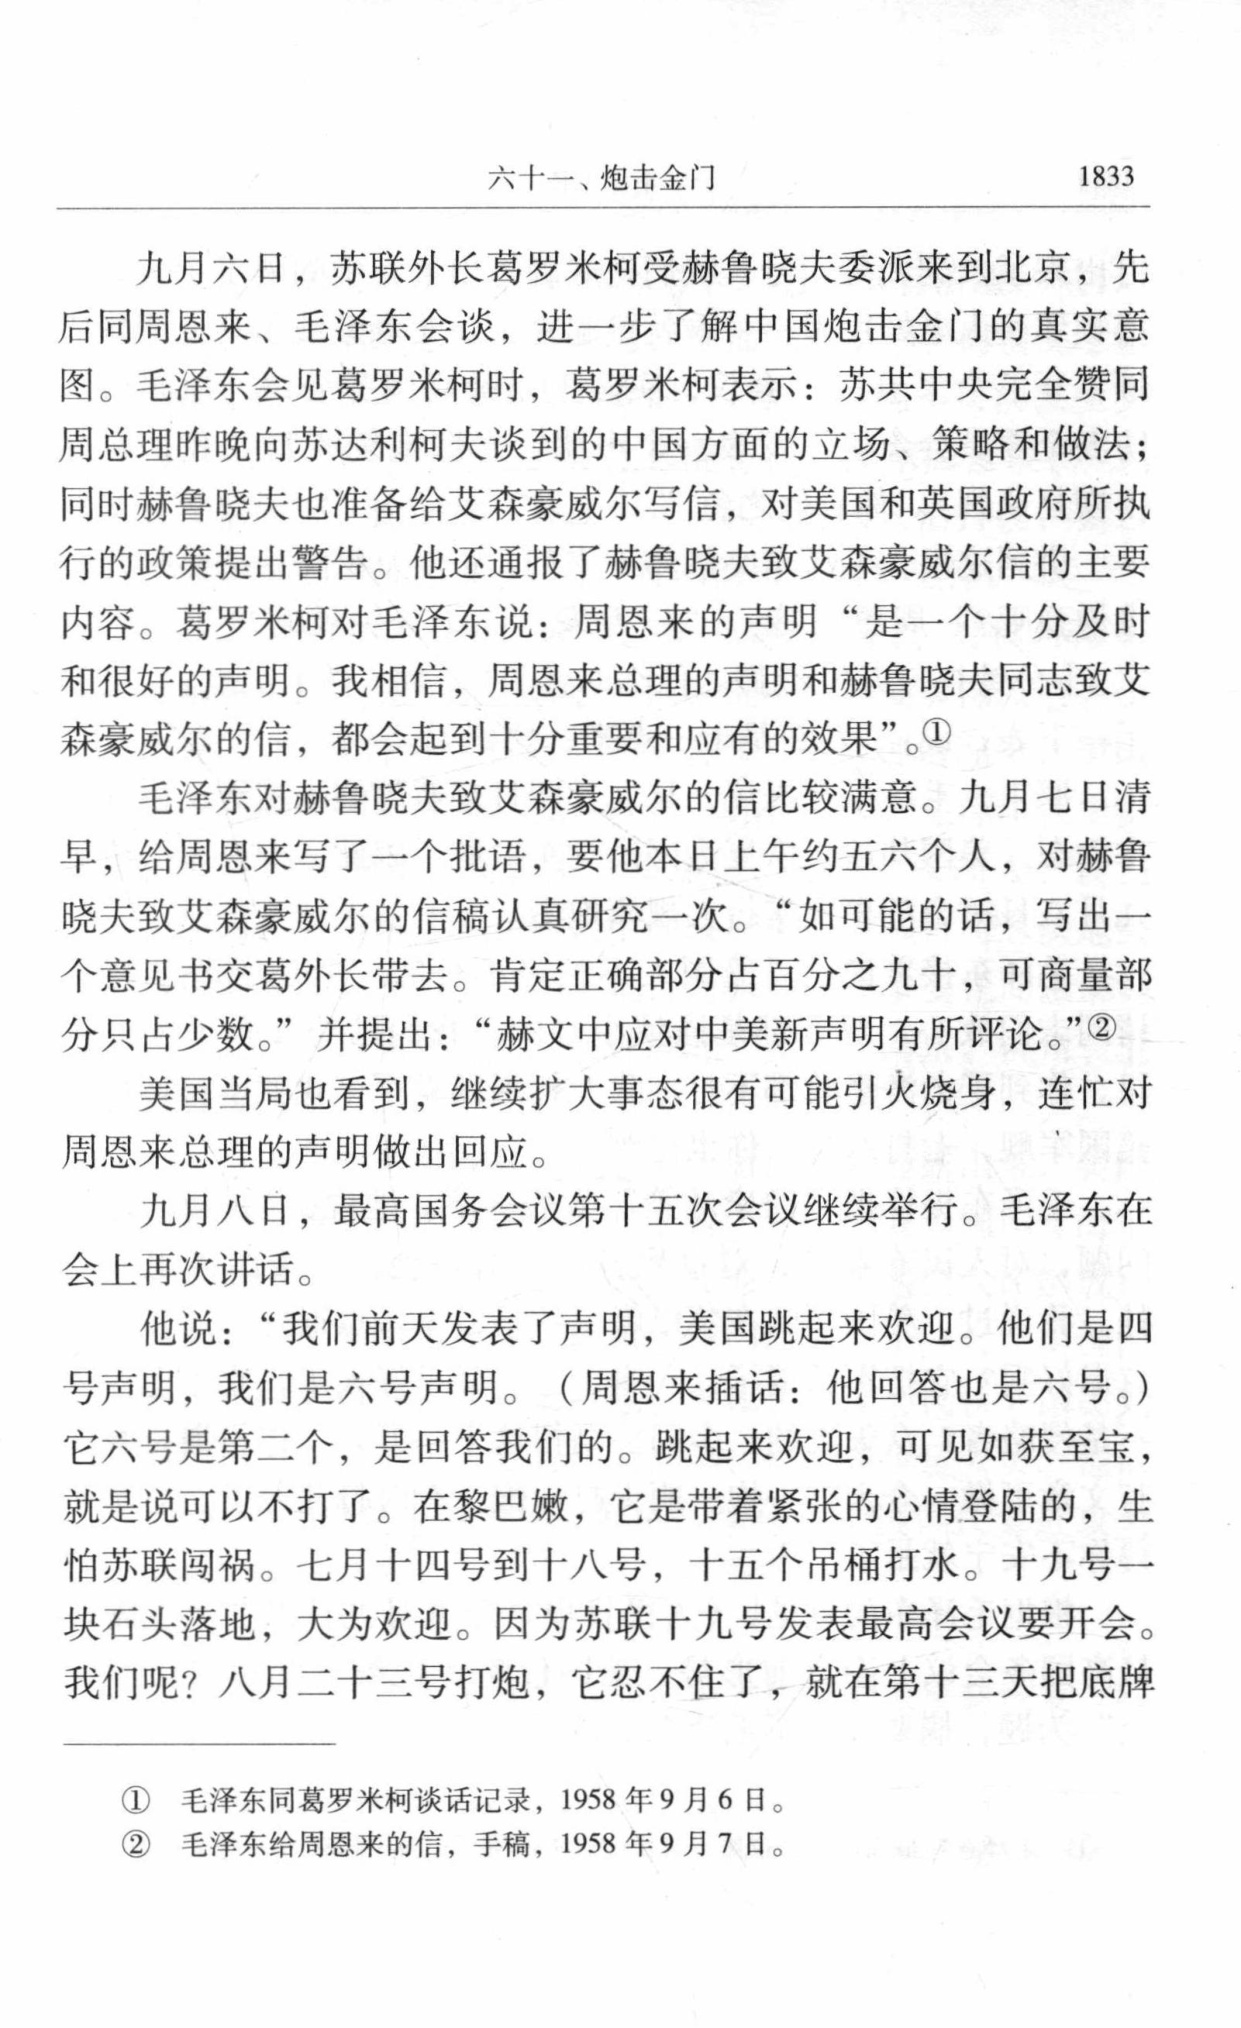 六十一、炮击金门 1833
九月六日，苏联外长葛罗米柯受赫鲁晓夫委派来到北京，先
后同周恩来、毛泽东会谈，进一步了解中国炮击金门的真实意
图。毛泽东会见葛罗米柯时，葛罗米柯表示：苏共中央完全赞同
周总理昨晚向苏达利柯夫谈到的中国方面的立场、策略和做法；
同时赫鲁晓夫也准备给艾森豪威尔写信，对美国和英国政府所执
行的政策提出警告。他还通报了赫鲁晓夫致艾森豪威尔信的主要
内容。葛罗米柯对毛泽东说：周恩来的声明“是一个十分及时
和很好的声明。我相信，周恩来总理的声明和赫鲁晓夫同志致艾
森豪威尔的信，都会起到十分重要和应有的效果”。①
毛泽东对赫鲁晓夫致艾森豪威尔的信比较满意。九月七日清
早，给周恩来写了一个批语，要他本日上午约五六个人，对赫鲁
晓夫致艾森豪威尔的信稿认真研究一次。“如可能的话，写出一
个意见书交葛外长带去。肯定正确部分占百分之九十，可商量部
分只占少数。”并提出：“赫文中应对中美新声明有所评论。”②
美国当局也看到，继续扩大事态很有可能引火烧身，连忙对
周恩来总理的声明做出回应。
九月八日，最高国务会议第十五次会议继续举行。毛泽东在
会上再次讲话。
他说：“我们前天发表了声明，美国跳起来欢迎。他们是四
号声明，我们是六号声明。（周恩来插话：他回答也是六号。）
它六号是第二个，是回答我们的。跳起来欢迎，可见如获至宝，
就是说可以不打了。在黎巴嫩，它是带着紧张的心情登陆的，生
怕苏联闯祸。七月十四号到十八号，十五个吊桶打水。十九号一
块石头落地，大为欢迎。因为苏联十九号发表最高会议要开会。
我们呢？八月二十三号打炮，它忍不住了，就在第十三天把底牌
① 毛泽东同葛罗米柯谈话记录，1958年9月6日。
② 毛泽东给周恩来的信，手稿，1958年9月7日。